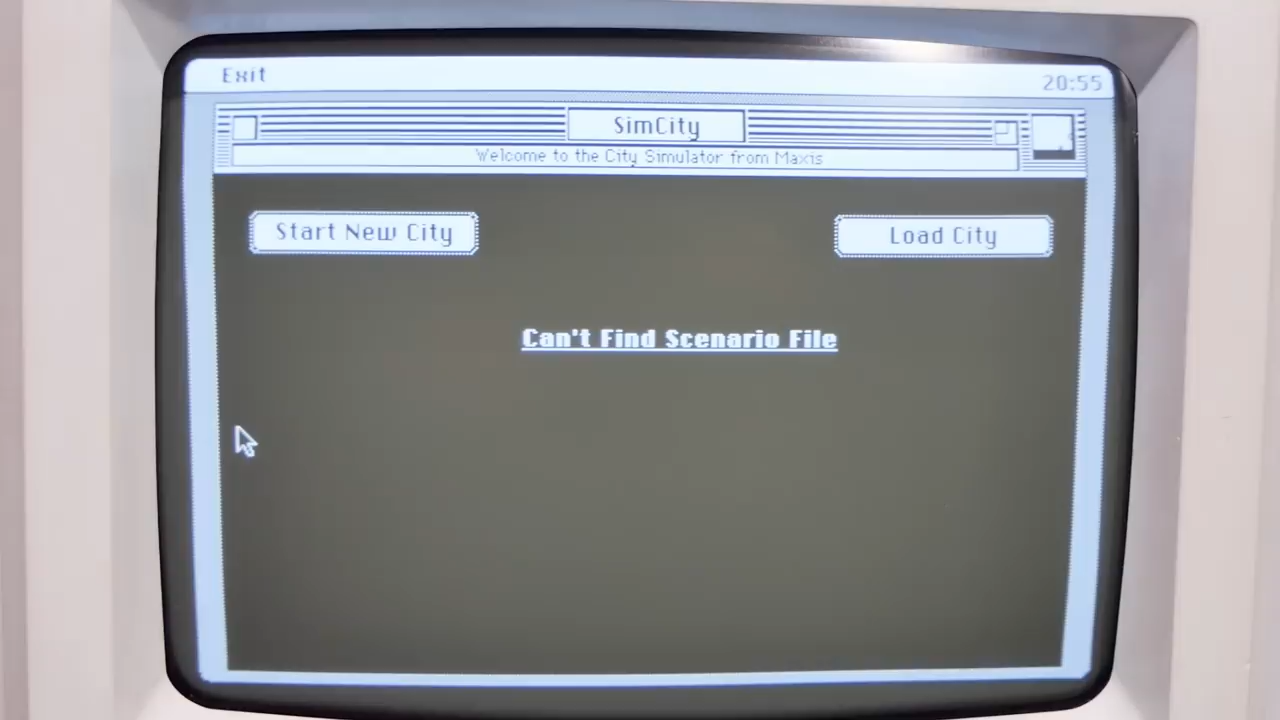 Exit
20:55
SimCity
Welcome to the City Simulator from Maxis
Start New City
Load City
Can't Find Scenario File